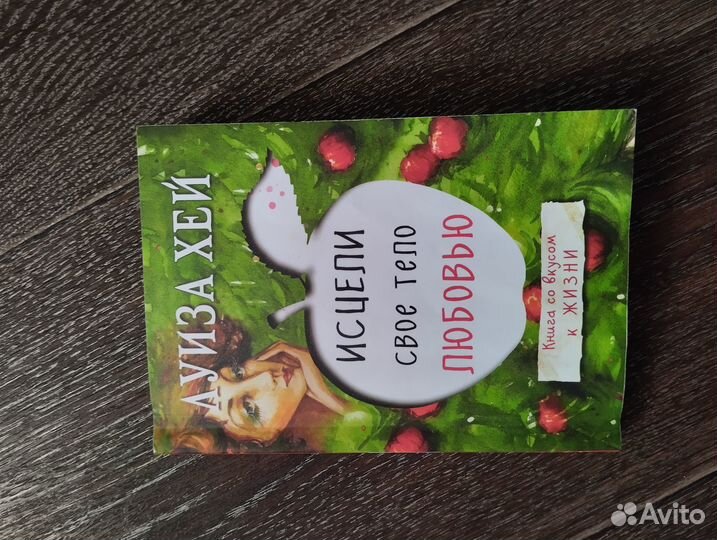 ЛУИЗА ХЕЙ
ИСЦЕЛИ
СВОЕ ТЕЛО
ЛЮБОВЬЮ
Книга со вкусом
к ЖИЗНИ
Avito